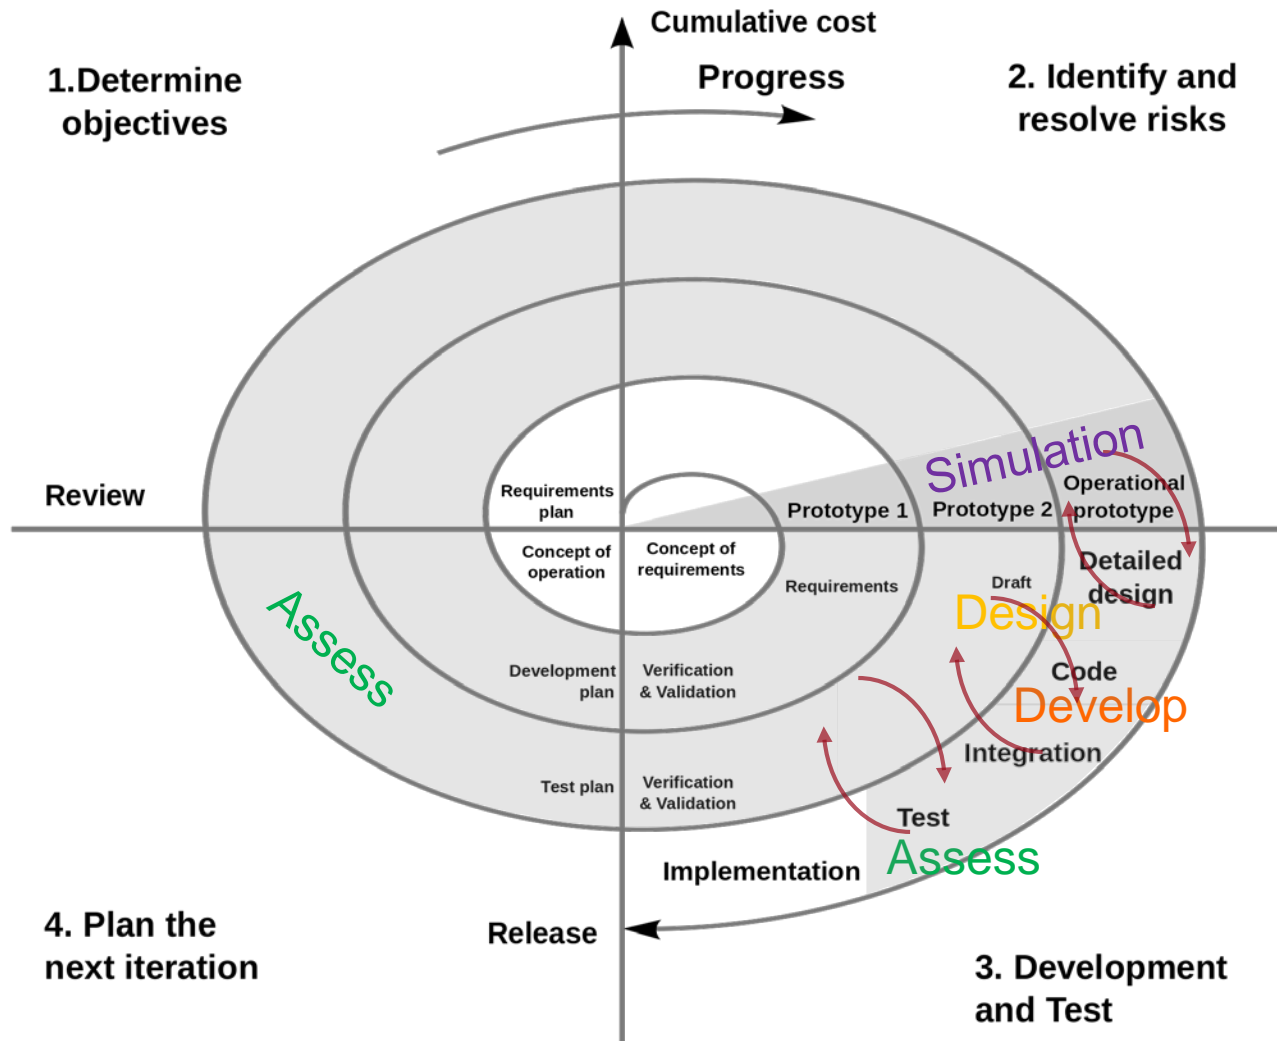 Cumulative cost
Progress
1.Determine
objectives
2. Identify and
resolve risks
Simulation
Review
Requirements
plan
Prototype 1
Prototype 2
Operational
prototype
Concept of
operation
Concept of
requirements
Requirements
Draft
Detailed
design
Design
Assess
Development
plan
Verification
& Validation
Code
Develop
Integration
Test plan
Verification
& Validation
Test
Assess
Implementation
Release
4. Plan the
next iteration
3. Development
and Test